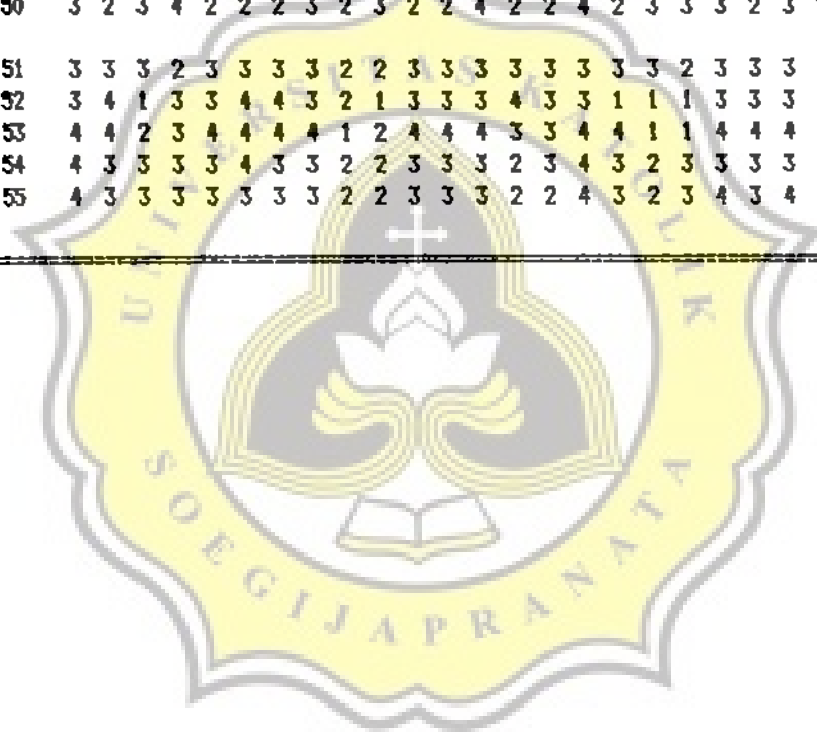 50 3 2 3 4 2 2 2 3 2 3 2 2 4 2 2 4 2 3 3 3 2 3
51 3 3 3 2 3 3 3 3 2 2 3 3 3 3 3 3 3 3 2 3 3 3
52 3 4 1 3 3 4 4 3 2 1 3 3 3 4 3 3 1 1 1 3 3 3
53 4 4 2 3 4 4 4 4 1 2 4 4 4 3 3 4 4 1 1 4 4 4
54 4 3 3 3 3 4 3 3 2 2 3 3 3 2 3 4 3 2 3 3 3 3
55 4 3 3 3 3 3 3 3 2 2 3 3 3 2 2 4 3 2 3 4 3 4
UNIVERSITAS KATOLIK
SOEGIJAPRANATA